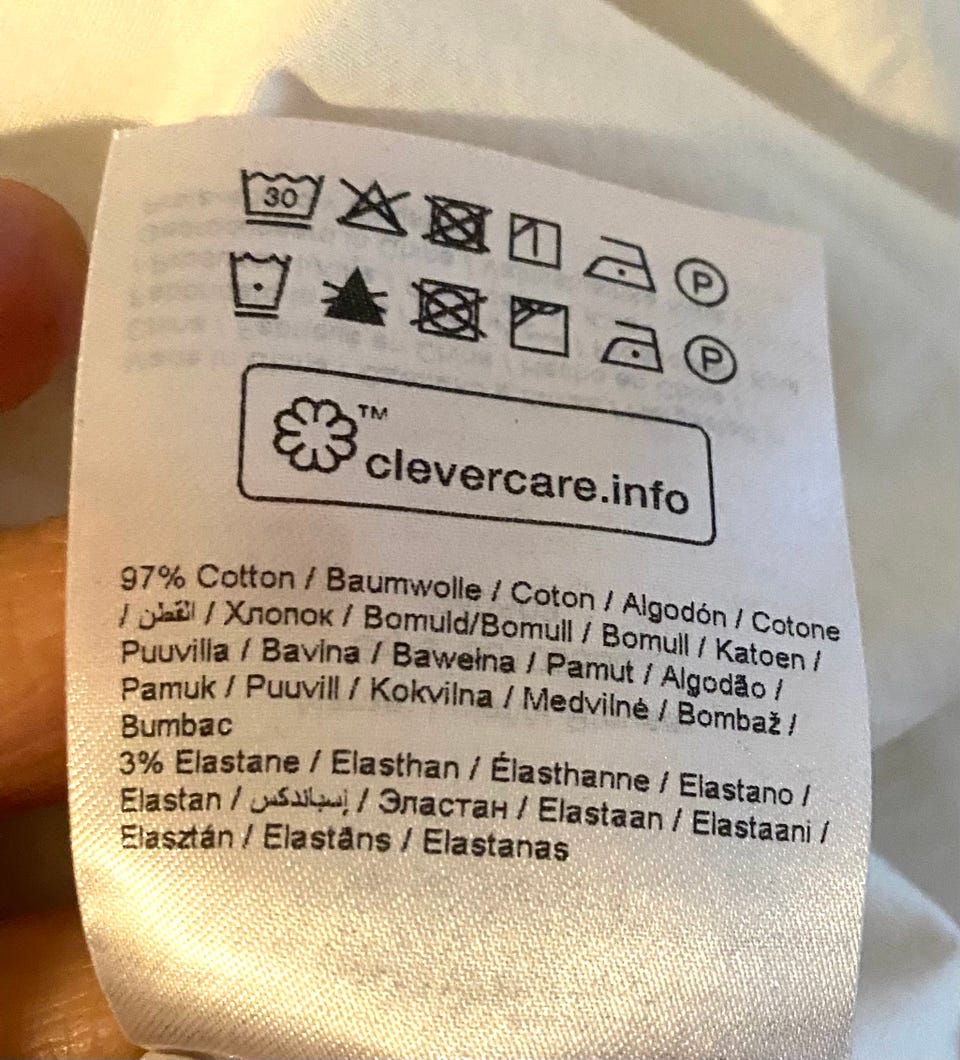 30
P
P
™
clevercare.info
97% Cotton / Baumwolle / Coton / Algodón / Cotone
/ القطن / Хлопок / Bomuld/Bomull / Bomull / Katoen /
Puuvilla / Bavlna / Bawełna / Pamut / Algodão /
Pamuk / Puuvill / Kokvilna / Medvilnė / Bombaž /
Bumbac
3% Elastane / Elasthan / Élasthanne / Elastano /
Elastan / إسباندكس / Эластан / Elastaan / Elastaani /
Elasztán / Elastāns / Elastanas